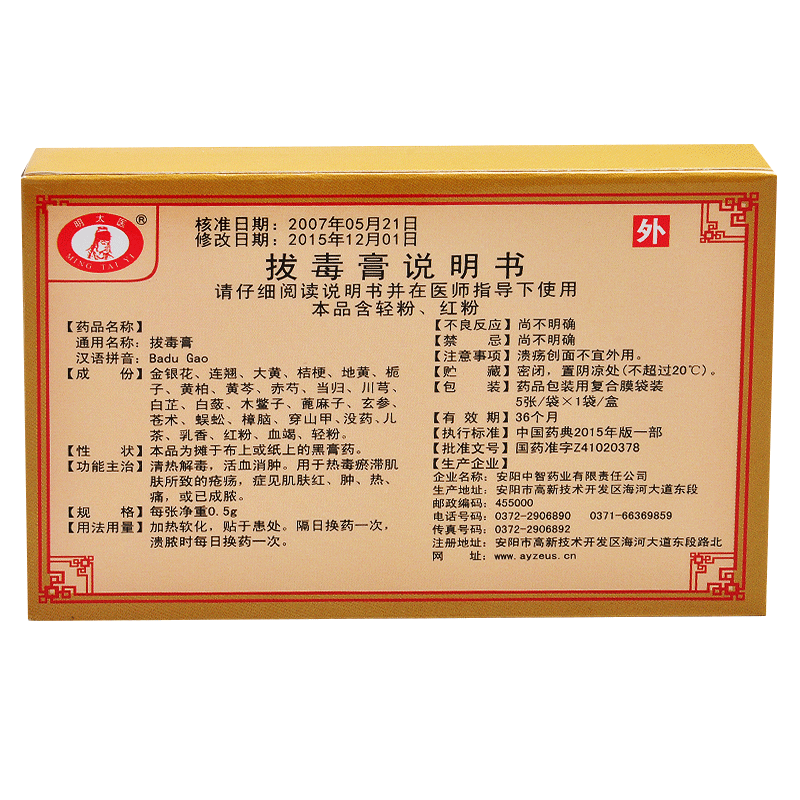 明太医®
MING TAI YI
核准日期：2007年05月21日
修改日期：2015年12月01日
外
拔毒膏说明书
请仔细阅读说明书并在医师指导下使用
本品含轻粉、红粉
【药品名称】
通用名称：拔毒膏
汉语拼音：Badu Gao
【成　份】金银花、连翘、大黄、桔梗、地黄、栀
子、黄柏、黄芩、赤芍、当归、川芎、
白芷、白蔹、木鳖子、蓖麻子、玄参、
苍术、蜈蚣、樟脑、穿山甲、没药、儿
茶、乳香、红粉、血竭、轻粉。
【性　状】本品为摊于布上或纸上的黑膏药。
【功能主治】清热解毒，活血消肿。用于热毒瘀滞肌
肤所致的疮疡，症见肌肤红、肿、热、
痛，或已成脓。
【规　格】每张净重0.5g
【用法用量】加热软化，贴于患处。隔日换药一次，
溃脓时每日换药一次。
【不良反应】尚不明确
【禁　忌】尚不明确
【注意事项】溃疡创面不宜外用。
【贮　藏】密闭，置阴凉处(不超过20℃)。
【包　装】药品包装用复合膜袋装
5张/袋×1袋/盒
【有 效 期】36个月
【执行标准】中国药典2015年版一部
【批准文号】国药准字Z41020378
【生产企业】
企业名称：安阳中智药业有限责任公司
生产地址：安阳市高新技术开发区海河大道东段
邮政编码：455000
电话号码：0372-2906890　0371-66369859
传真号码：0372-2906892
注册地址：安阳市高新技术开发区海河大道东段路北
网　址：www.ayzeus.cn